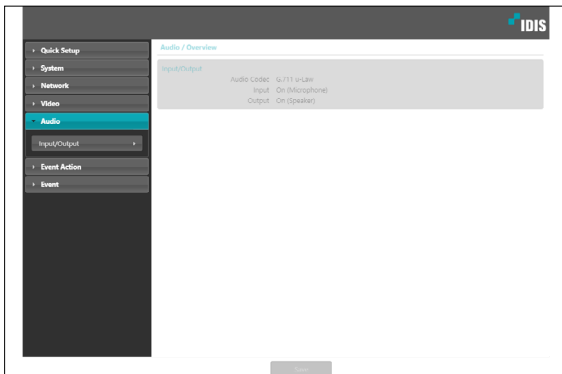 IDIS
Quick Setup
System
Network
Video
Audio
Input/Output
Event Action
Event
Audio / Overview
Input/Output
Audio Codec G.711 u-Law
Input On (Microphone)
Output On (Speaker)
Save